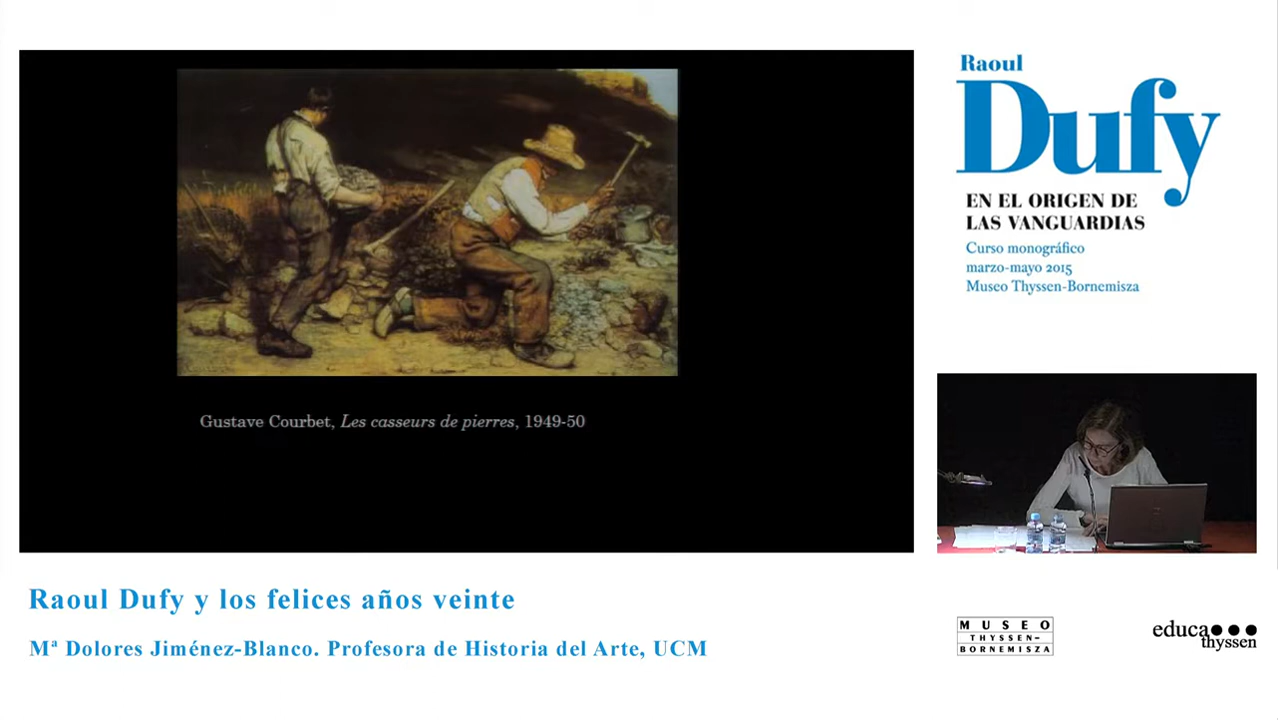 Raoul
Dufy
EN EL ORIGEN DE
LAS VANGUARDIAS
Curso monográfico
marzo-mayo 2015
Museo Thyssen-Bornemisza
Gustave Courbet, Les casseurs de pierres, 1949-50
Raoul Dufy y los felices años veinte
Mª Dolores Jiménez-Blanco. Profesora de Historia del Arte, UCM
MUSEO
THYSSEN-
BORNEMISZA
educa
thyssen